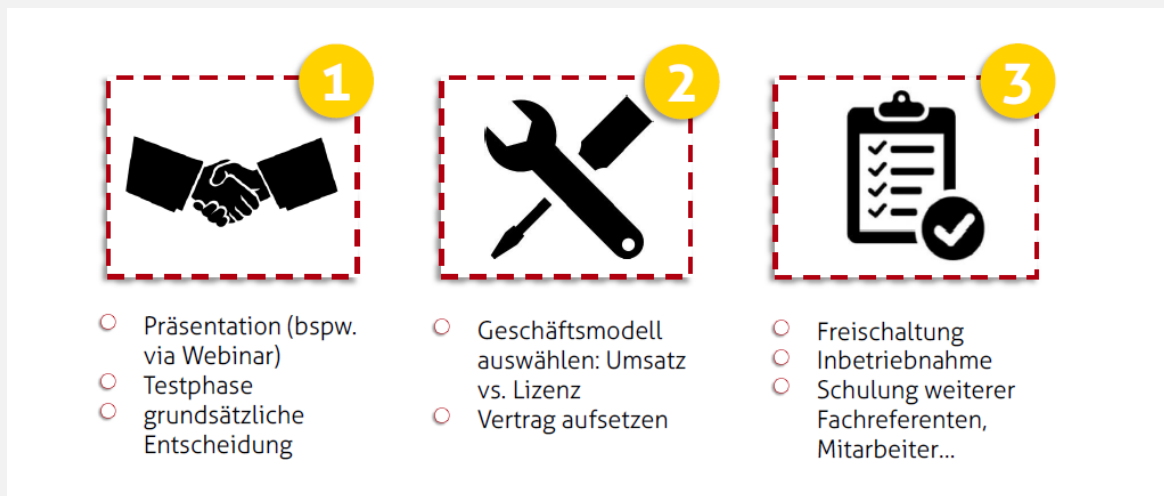 1
Präsentation (bspw.
via Webinar)
Testphase
grundsätzliche
Entscheidung
2
Geschäftsmodell
auswählen: Umsatz
vs. Lizenz
Vertrag aufsetzen
3
Freischaltung
Inbetriebnahme
Schulung weiterer
Fachreferenten,
Mitarbeiter...